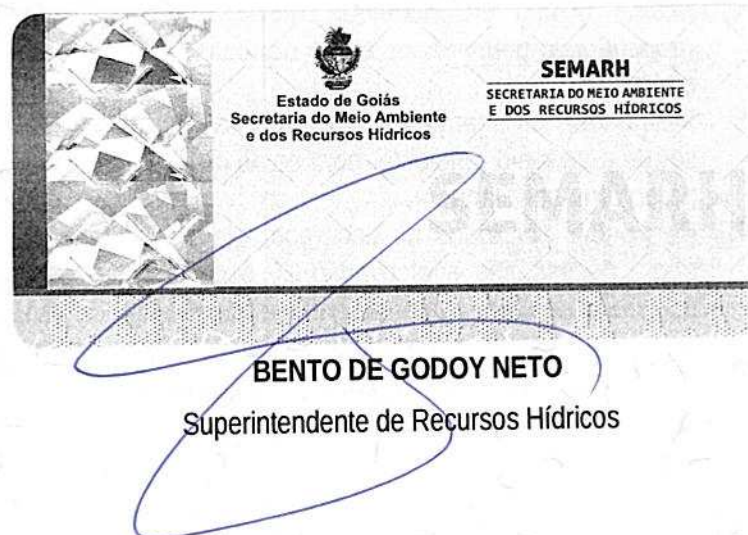 Estado de Goiás
Secretaria do Meio Ambiente
e dos Recursos Hídricos
SEMARH
SECRETARIA DO MEIO AMBIENTE
E DOS RECURSOS HÍDRICOS
SEMARH
BENTO DE GODOY NETO
Superintendente de Recursos Hídricos